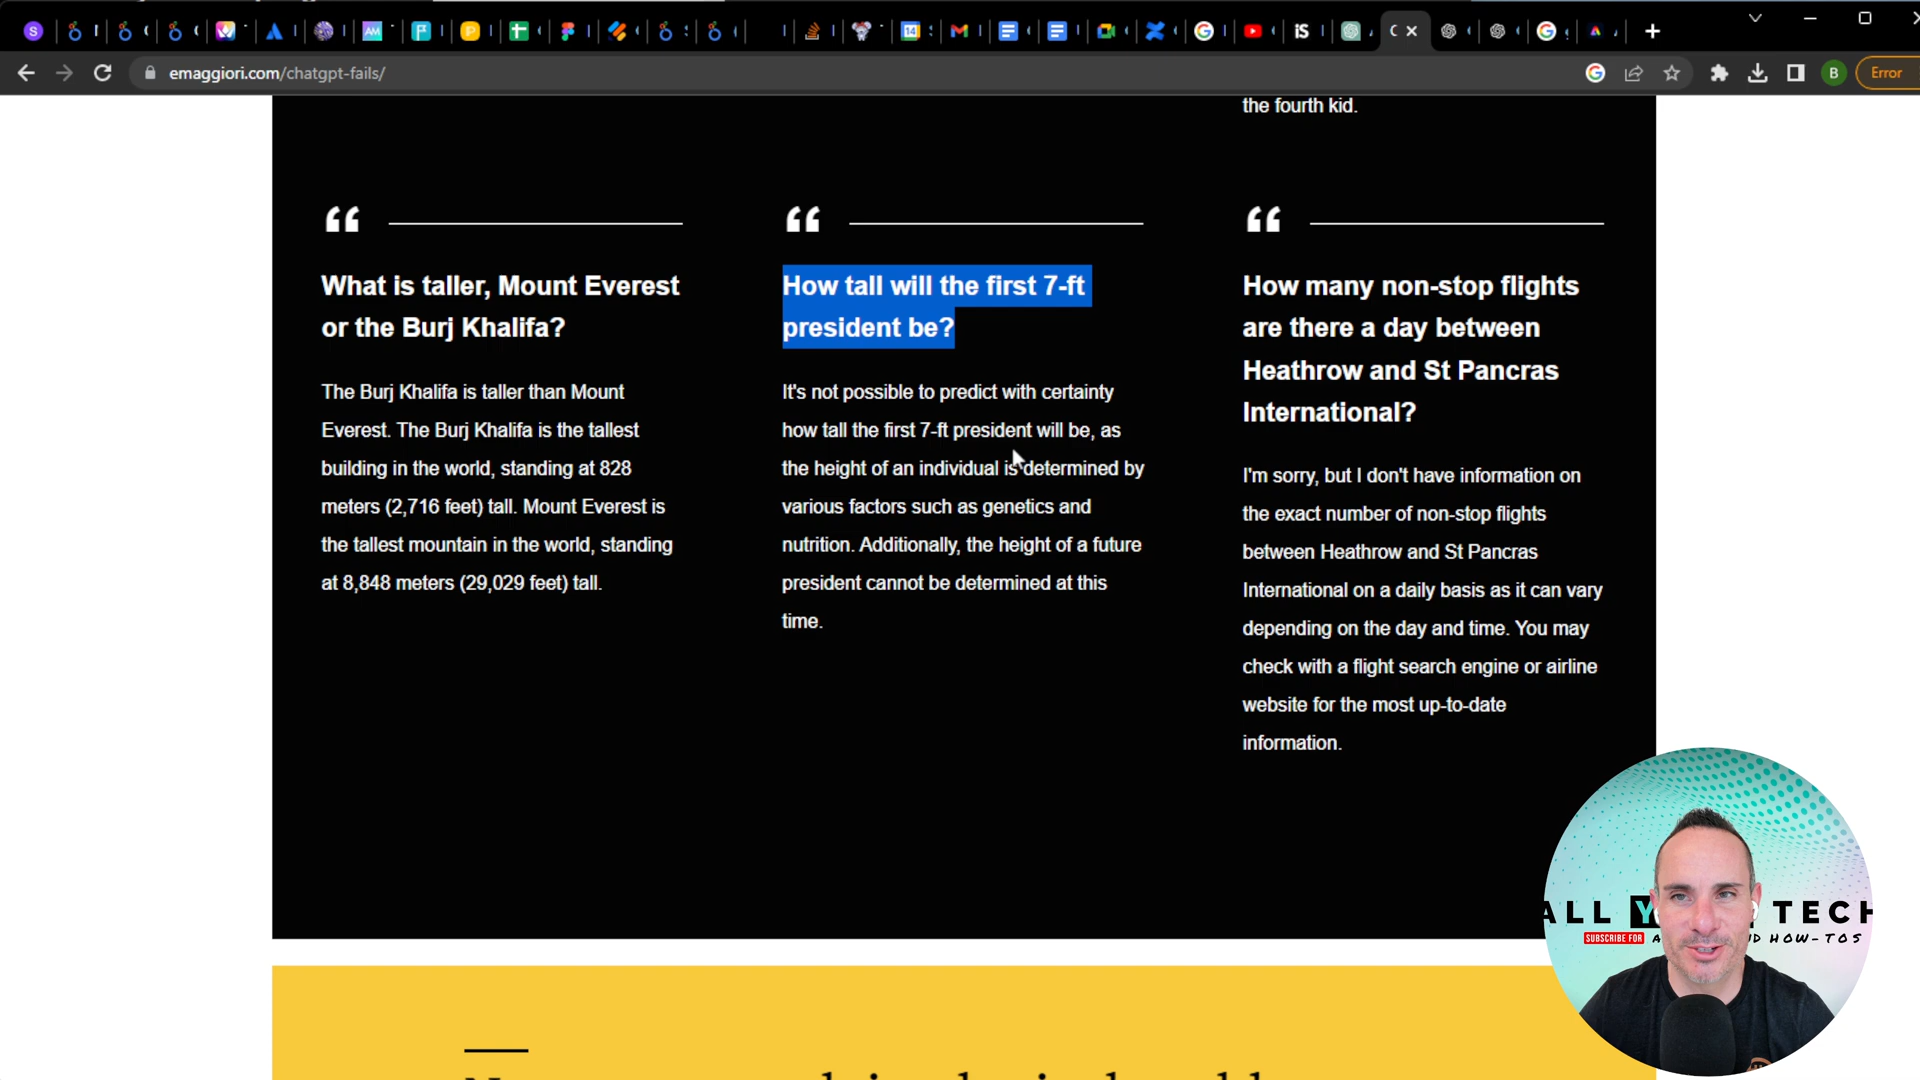 emaggiori.com/chatgpt-fails/
B
Error
the fourth kid.
What is taller, Mount Everest
or the Burj Khalifa?
The Burj Khalifa is taller than Mount
Everest. The Burj Khalifa is the tallest
building in the world, standing at 828
meters (2,716 feet) tall. Mount Everest is
the tallest mountain in the world, standing
at 8,848 meters (29,029 feet) tall.
How tall will the first 7-ft
president be?
It's not possible to predict with certainty
how tall the first 7-ft president will be, as
the height of an individual is determined by
various factors such as genetics and
nutrition. Additionally, the height of a future
president cannot be determined at this
time.
How many non-stop flights
are there a day between
Heathrow and St Pancras
International?
I'm sorry, but I don't have information on
the exact number of non-stop flights
between Heathrow and St Pancras
International on a daily basis as it can vary
depending on the day and time. You may
check with a flight search engine or airline
website for the most up-to-date
information.
ALL Y TECH
SUBSCRIBE FOR
HOW-TOS